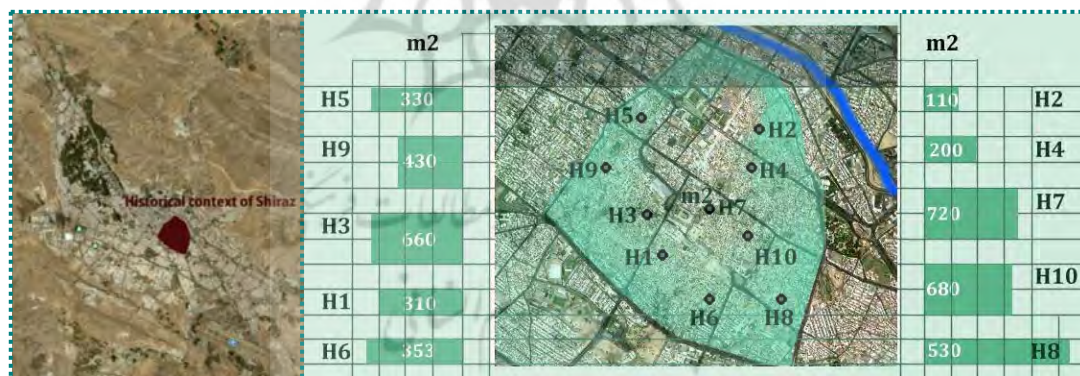 Historical context of Shiraz
m2
H5 330
H9 430
H3 660
H1 310
H6 353
H5
H2
H9
H4
m2
H3
H7
H1
H10
H6
H8
m2
110 H2
200 H4
720 H7
680 H10
530 H8